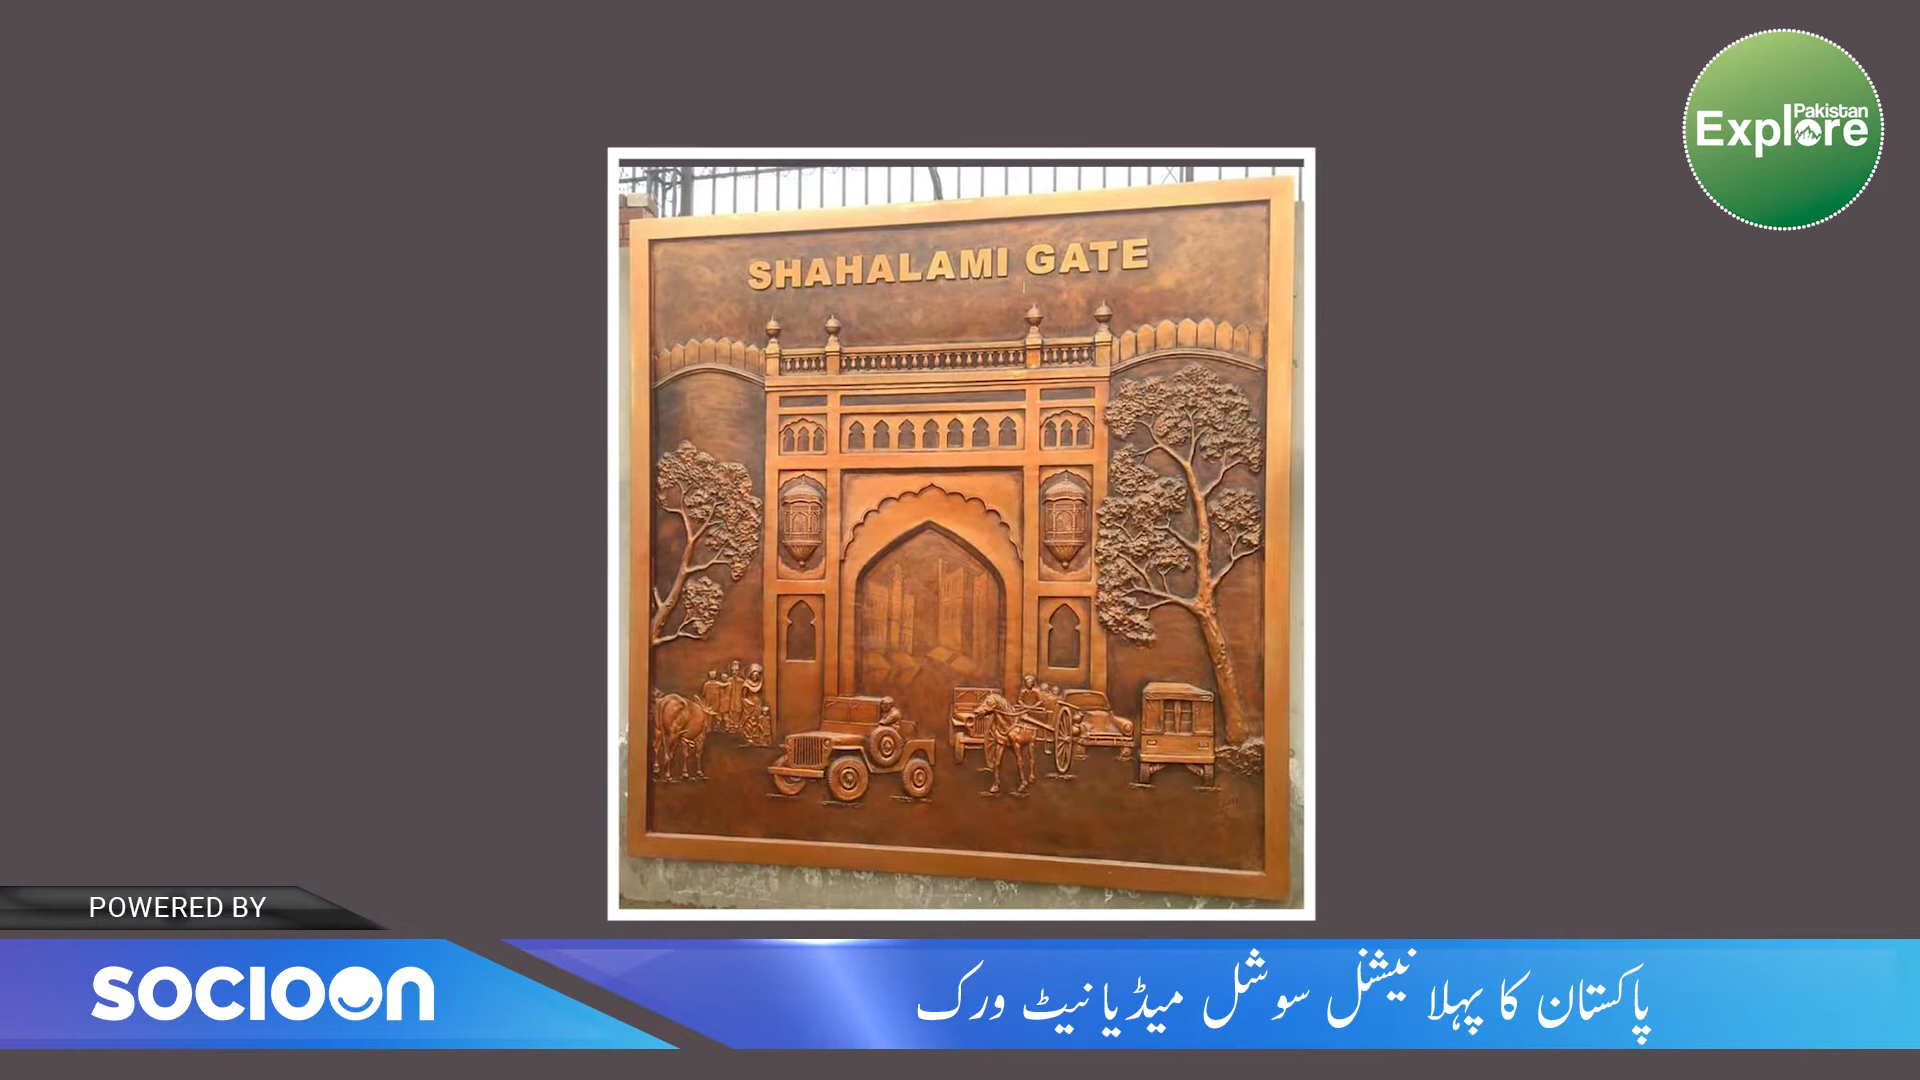 Pakistan
Explore
SHAHALAMI GATE
POWERED BY
SOCIOON
پاکستان کا پہلا نیشنل سوشل میڈیا نیٹ ورک